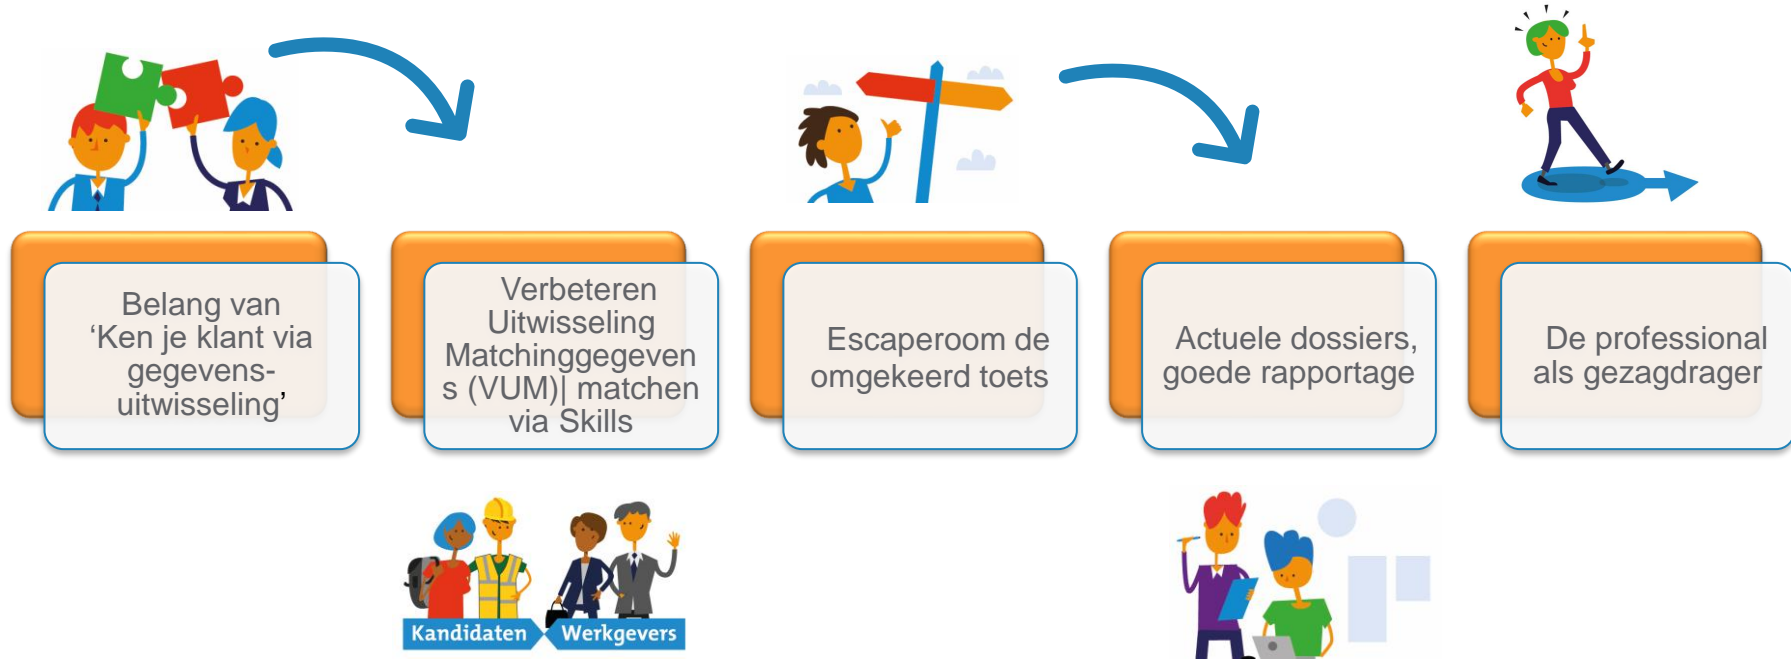 Belang van
‘Ken je klant via
gegevens-
uitwisseling’
Verbeteren
Uitwisseling
Matchinggegeven
s (VUM)| matchen
via Skills
Escaperoom de
omgekeerd toets
Actuele dossiers,
goede rapportage
De professional
als gezagdrager
Kandidaten
Werkgevers